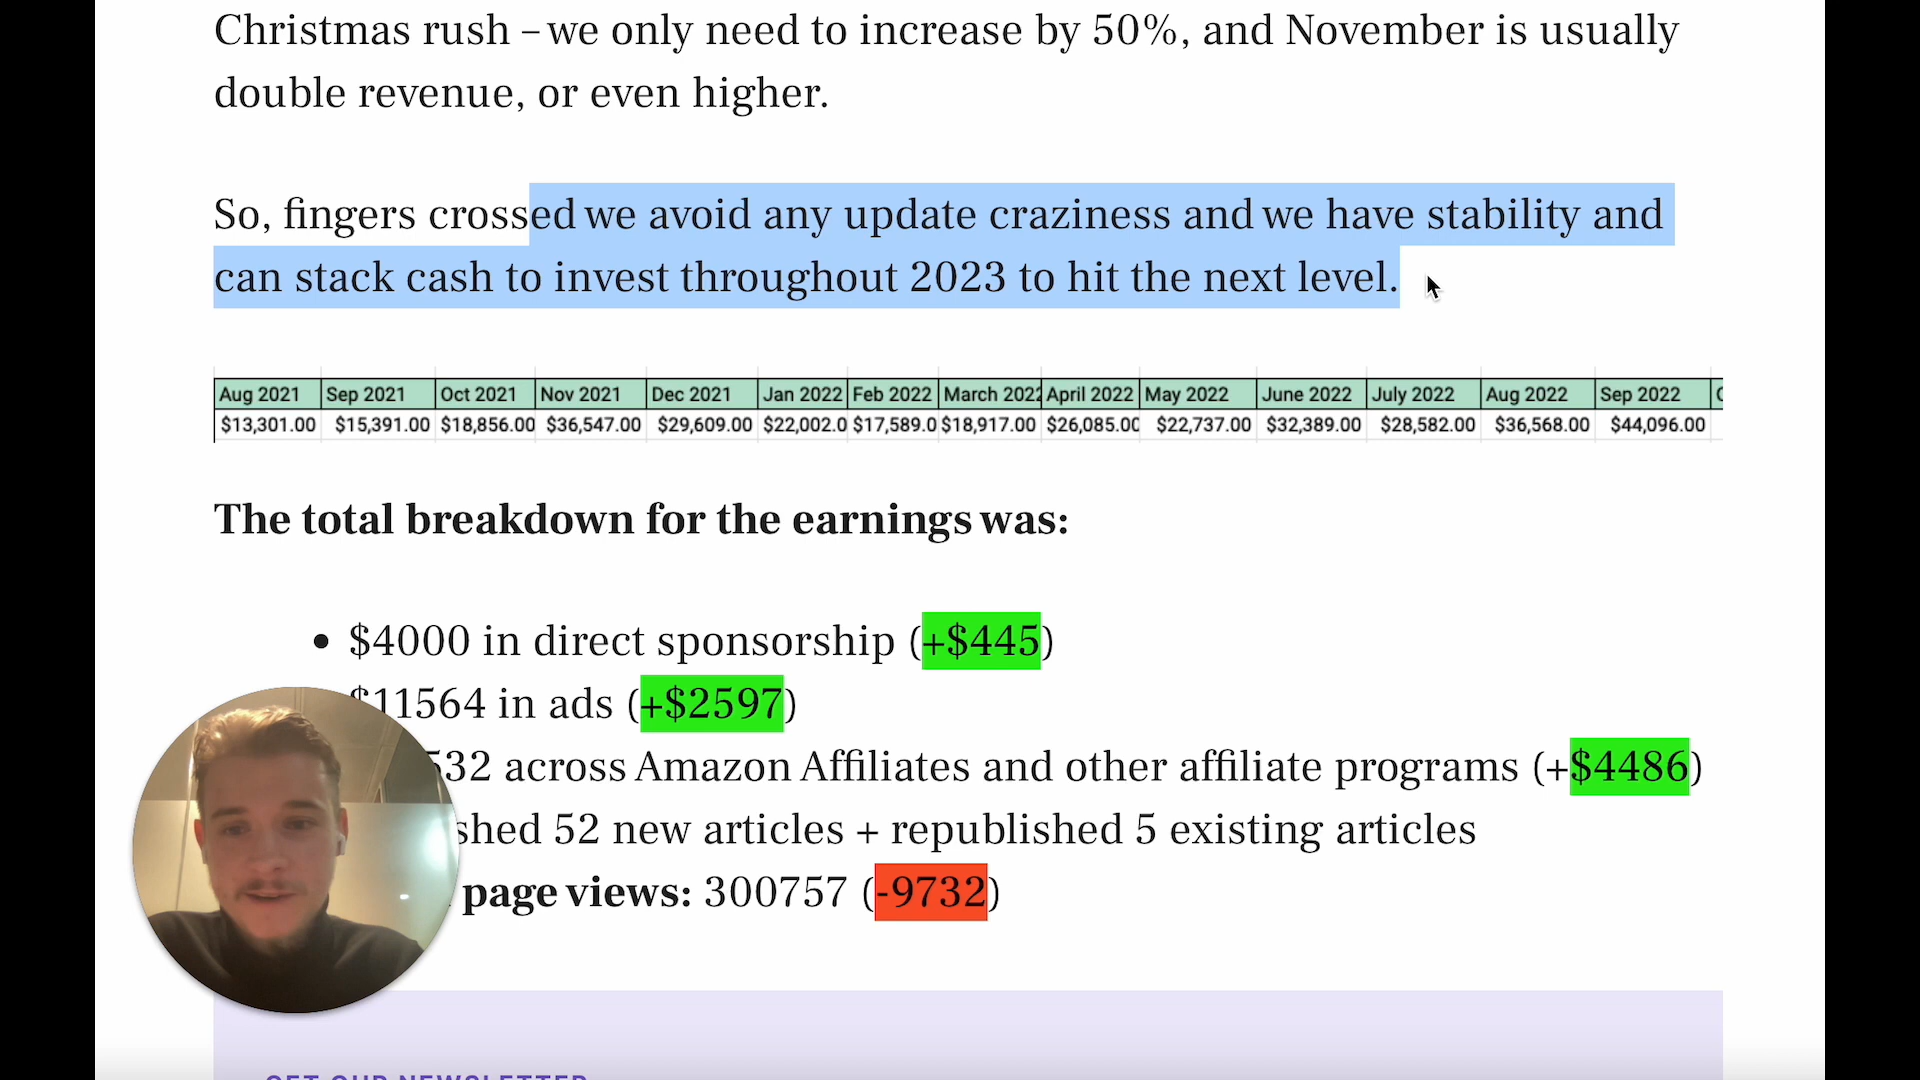 Christmas rush – we only need to increase by 50%, and November is usually
double revenue, or even higher.
So, fingers crossed we avoid any update craziness and we have stability and
can stack cash to invest throughout 2023 to hit the next level.
Aug 2021 Sep 2021 Oct 2021 Nov 2021 Dec 2021 Jan 2022 Feb 2022 March 2022 April 2022 May 2022 June 2022 July 2022 Aug 2022 Sep 2022
$13,301.00 $15,391.00 $18,856.00 $36,547.00 $29,609.00 $22,002.0 $17,589.0 $18,917.00 $26,085.00 $22,737.00 $32,389.00 $28,582.00 $36,568.00 $44,096.00
The total breakdown for the earnings was:
• $4000 in direct sponsorship (+$445)
$11564 in ads (+$2597)
532 across Amazon Affiliates and other affiliate programs (+$4486)
shed 52 new articles + republished 5 existing articles
page views: 300757 (-9732)
GET OUR NEWSLETTER